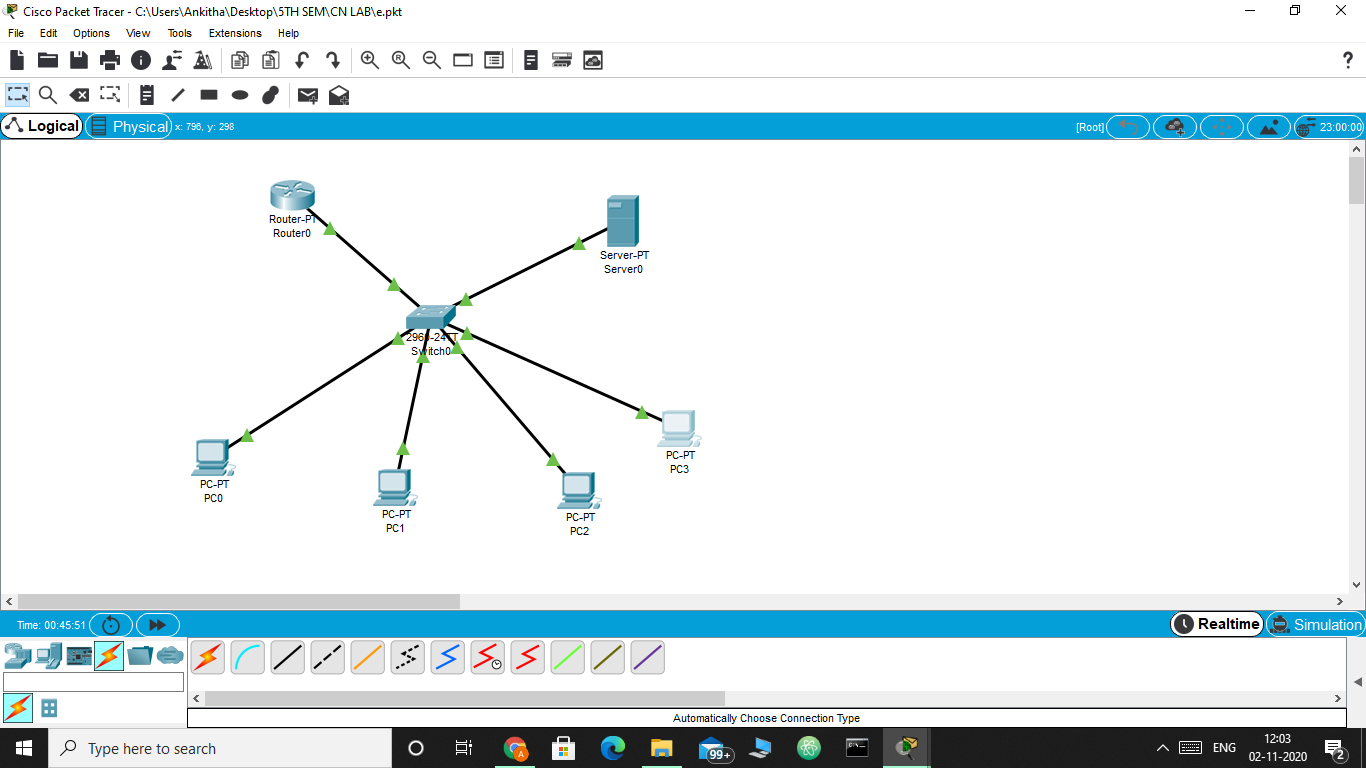 Cisco Packet Tracer - C:\Users\Ankitha\Desktop\5TH SEM\CN LAB\e.pkt
File Edit Options View Tools Extensions Help
Logical Physical x: 796, y: 298 [Root] 23:00:00
Router-PT
Router0
Server-PT
Server0
2960-24TT
Switch0
PC-PT
PC3
PC-PT
PC0
PC-PT
PC1
PC-PT
PC2
Time: 00:45:51 Realtime Simulation
Automatically Choose Connection Type
Type here to search
99+
ENG
12:03
02-11-2020
2